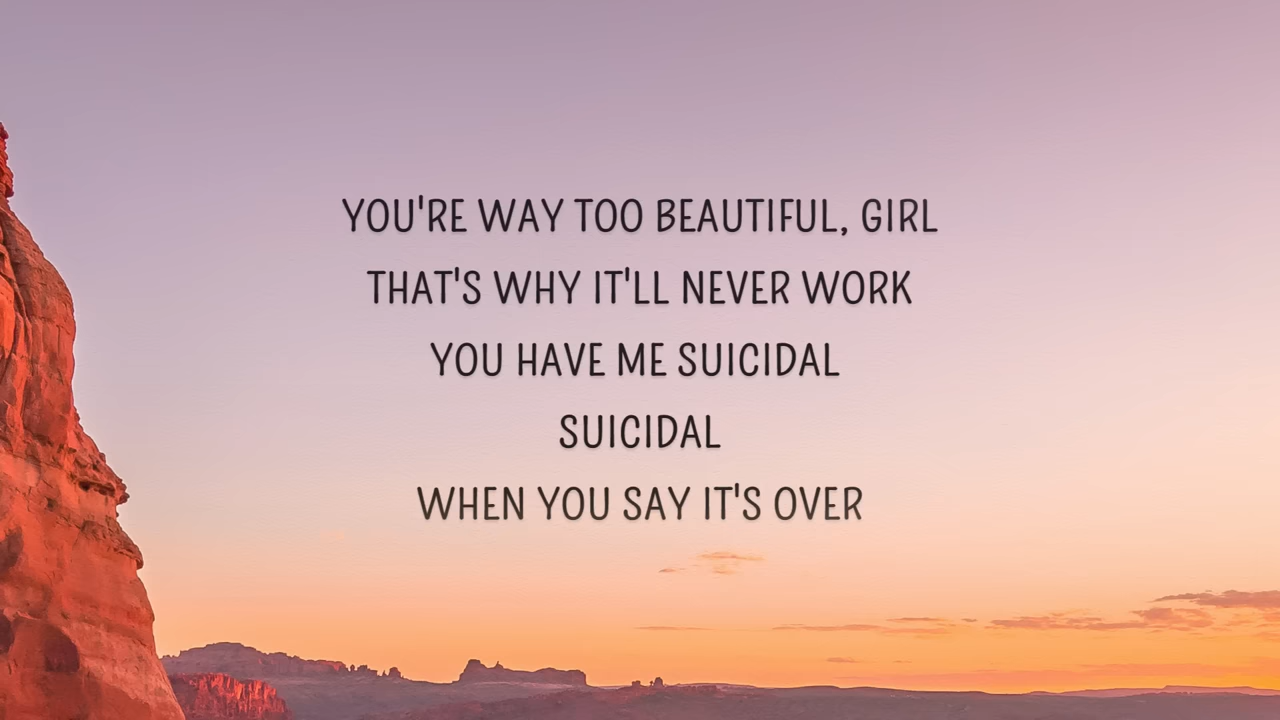 YOU'RE WAY TOO BEAUTIFUL, GIRL
THAT'S WHY IT'LL NEVER WORK
YOU HAVE ME SUICIDAL
SUICIDAL
WHEN YOU SAY IT'S OVER